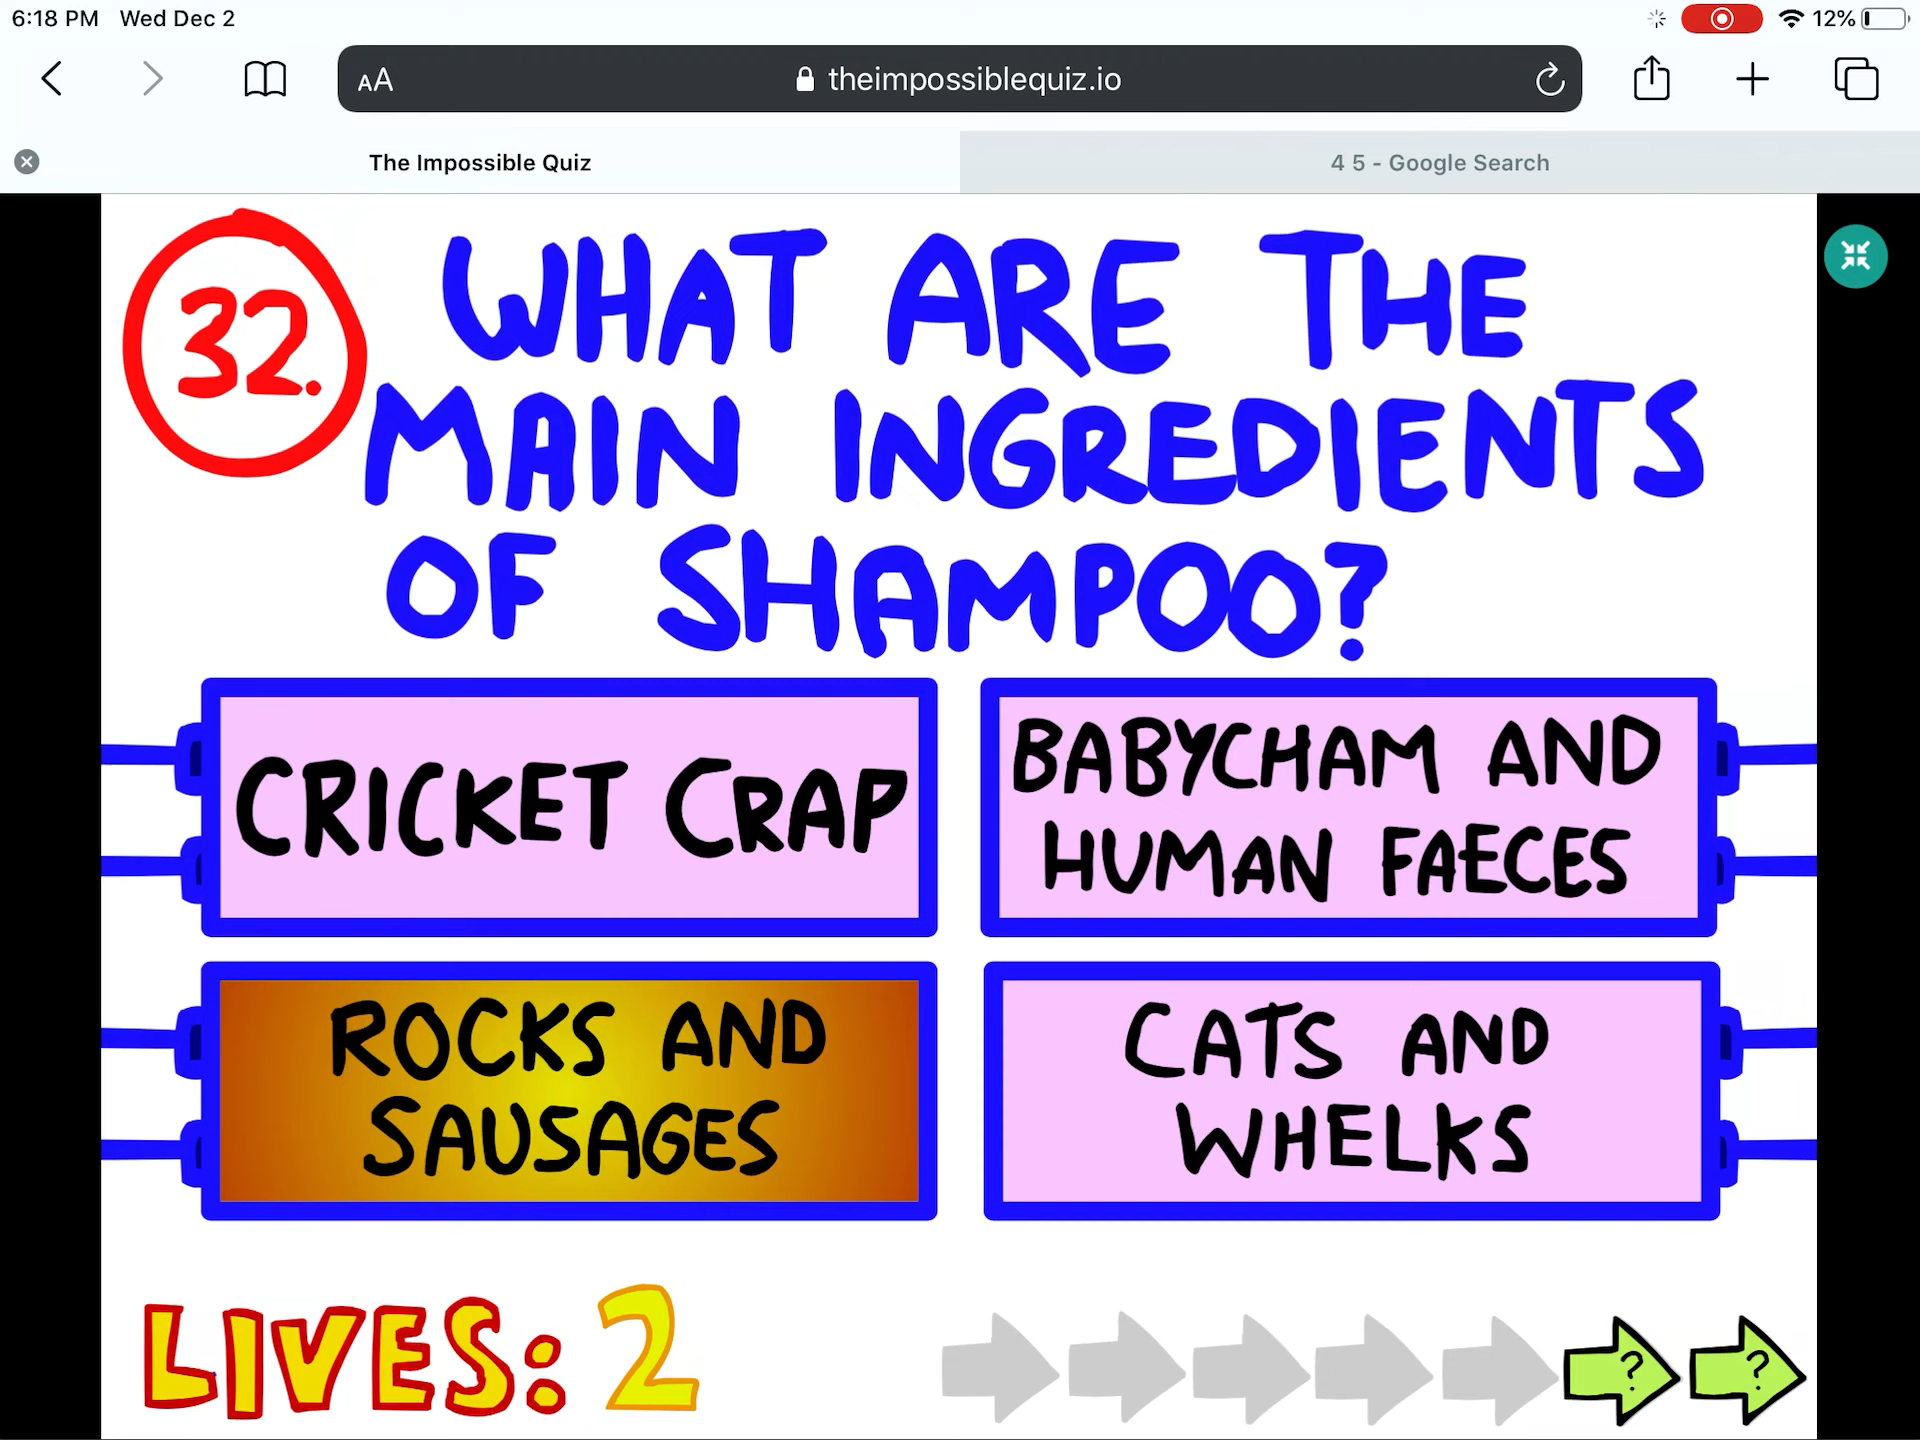 6:18 PM Wed Dec 2 12%
AA theimpossiblequiz.io
The Impossible Quiz 4 5 - Google Search
32. WHAT ARE THE
MAIN INGREDIENTS
OF SHAMPOO?
CRICKET CRAP
BABYCHAM AND
HUMAN FAECES
ROCKS AND
SAUSAGES
CATS AND
WHELKS
LIVES: 2
? ?